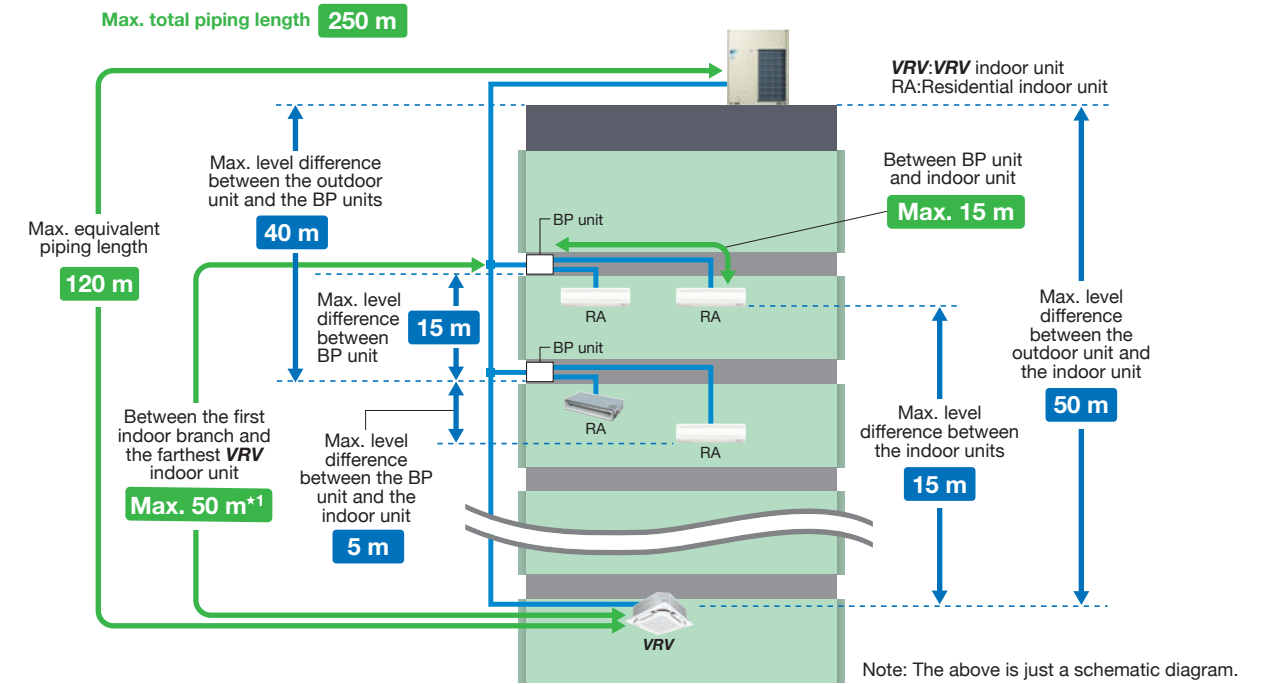 Max. total piping length 250 m
VRV:VRV indoor unit
RA:Residential indoor unit
Max. level difference
between the outdoor
unit and the BP units
40 m
Between BP unit
and indoor unit
Max. 15 m
Max. equivalent
piping length
120 m
BP unit
Max. level
difference
between
BP unit
15 m
RA
RA
Max. level
difference
between the
outdoor unit and
the indoor unit
50 m
BP unit
Between the first
indoor branch and
the farthest VRV
indoor unit
Max. 50 m★1
Max. level
difference
between the BP
unit and the
indoor unit
5 m
RA
RA
Max. level
difference between
the indoor units
15 m
VRV
Note: The above is just a schematic diagram.